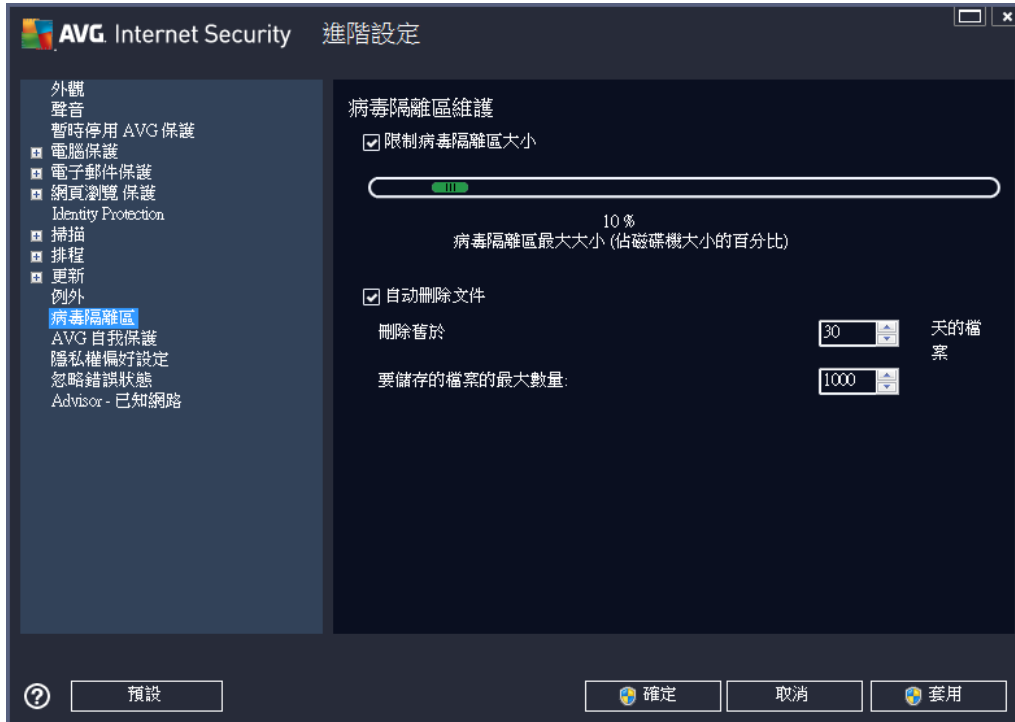 AVG. Internet Security 進階設定
外觀
聲音
暫時停用 AVG 保護
電腦保護
電子郵件保護
網頁瀏覽 保護
Identity Protection
掃描
排程
更新
例外
病毒隔離區
AVG 自我保護
隱私權偏好設定
忽略錯誤狀態
Advisor - 已知網路
病毒隔離區維護
限制病毒隔離區大小
10 %
病毒隔離區最大大小 (佔磁碟機大小的百分比)
自动刪除文件
刪除舊於 30 天的檔
案
要儲存的檔案的最大數量: 1000
預設 確定 取消 套用